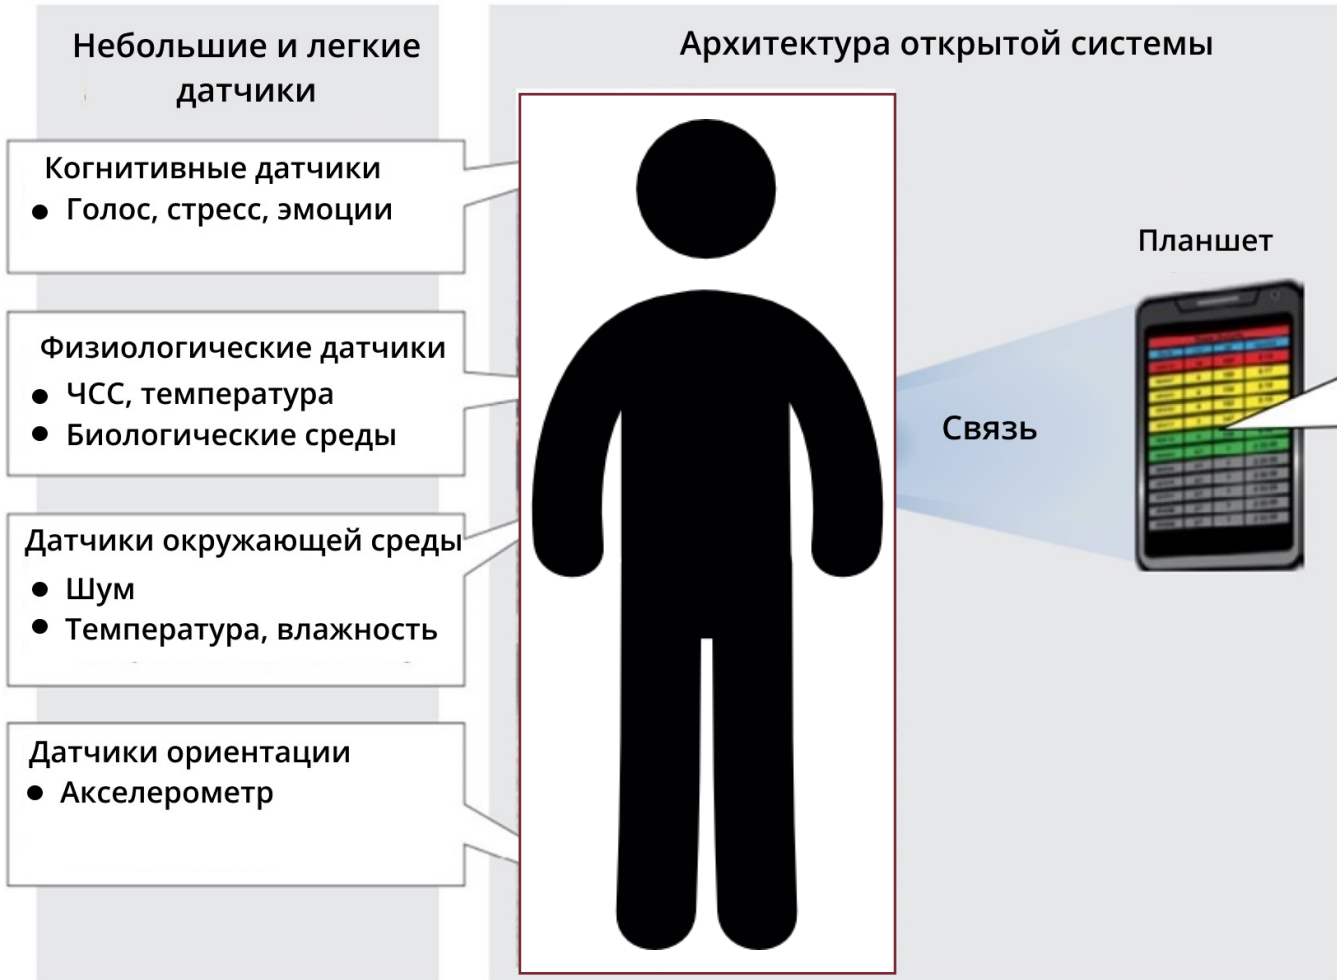 Небольшие и легкие
датчики
Архитектура открытой системы
Когнитивные датчики
● Голос, стресс, эмоции
Физиологические датчики
● ЧСС, температура
● Биологические среды
Датчики окружающей среды
● Шум
● Температура, влажность
Датчики ориентации
● Акселерометр
Связь
Планшет